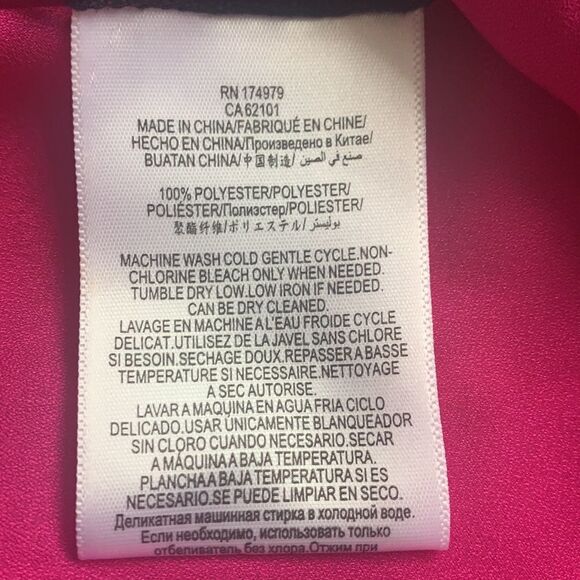 RN 174979
CA 62101
MADE IN CHINA/FABRIQUÉ EN CHINE/
HECHO EN CHINA/Произведено в Китае/
BUATAN CHINA/中国制造/ صنع في الصين/
100% POLYESTER/POLYESTER/
POLIÉSTER/Полиэстер/POLIESTER/
聚酯纤维/ポリエステル/ بوليستر/
MACHINE WASH COLD GENTLE CYCLE.NON-
CHLORINE BLEACH ONLY WHEN NEEDED.
TUMBLE DRY LOW.LOW IRON IF NEEDED.
CAN BE DRY CLEANED.
LAVAGE EN MACHINE A L'EAU FROIDE CYCLE
DELICAT.UTILISEZ DE LA JAVEL SANS CHLORE
SI BESOIN.SECHAGE DOUX.REPASSER A BASSE
TEMPERATURE SI NECESSAIRE.NETTOYAGE
A SEC AUTORISE.
LAVAR A MAQUINA EN AGUA FRIA CICLO
DELICADO.USAR ÚNICAMENTE BLANQUEADOR
SIN CLORO CUANDO NECESARIO.SECAR
A MÁQUINA A BAJA TEMPERATURA.
PLANCHA A BAJA TEMPERATURA SI ES
NECESARIO.SE PUEDE LIMPIAR EN SECO.
Деликатная машинная стирка в холодной воде.
Если необходимо, использовать только
отбеливатель без хлора.Отжим при